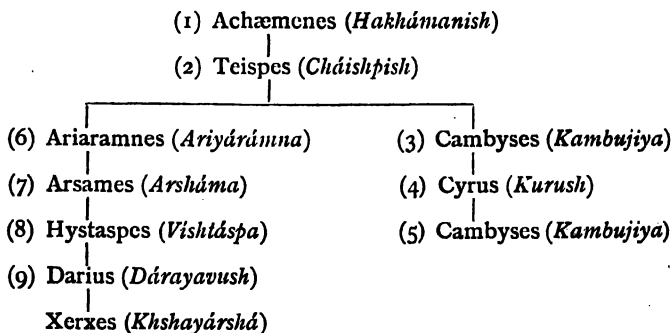 (1) Achæmenes (Hakhámanish)
(2) Teispes (Cháishpish)
(6) Ariaramnes (Ariyárámna) (3) Cambyses (Kambujiya)
(7) Arsames (Arsháma) (4) Cyrus (Kurush)
(8) Hystaspes (Víshtáspa) (5) Cambyses (Kambujiya)
(9) Darius (Dárayavush)
Xerxes (Khshayárshá)